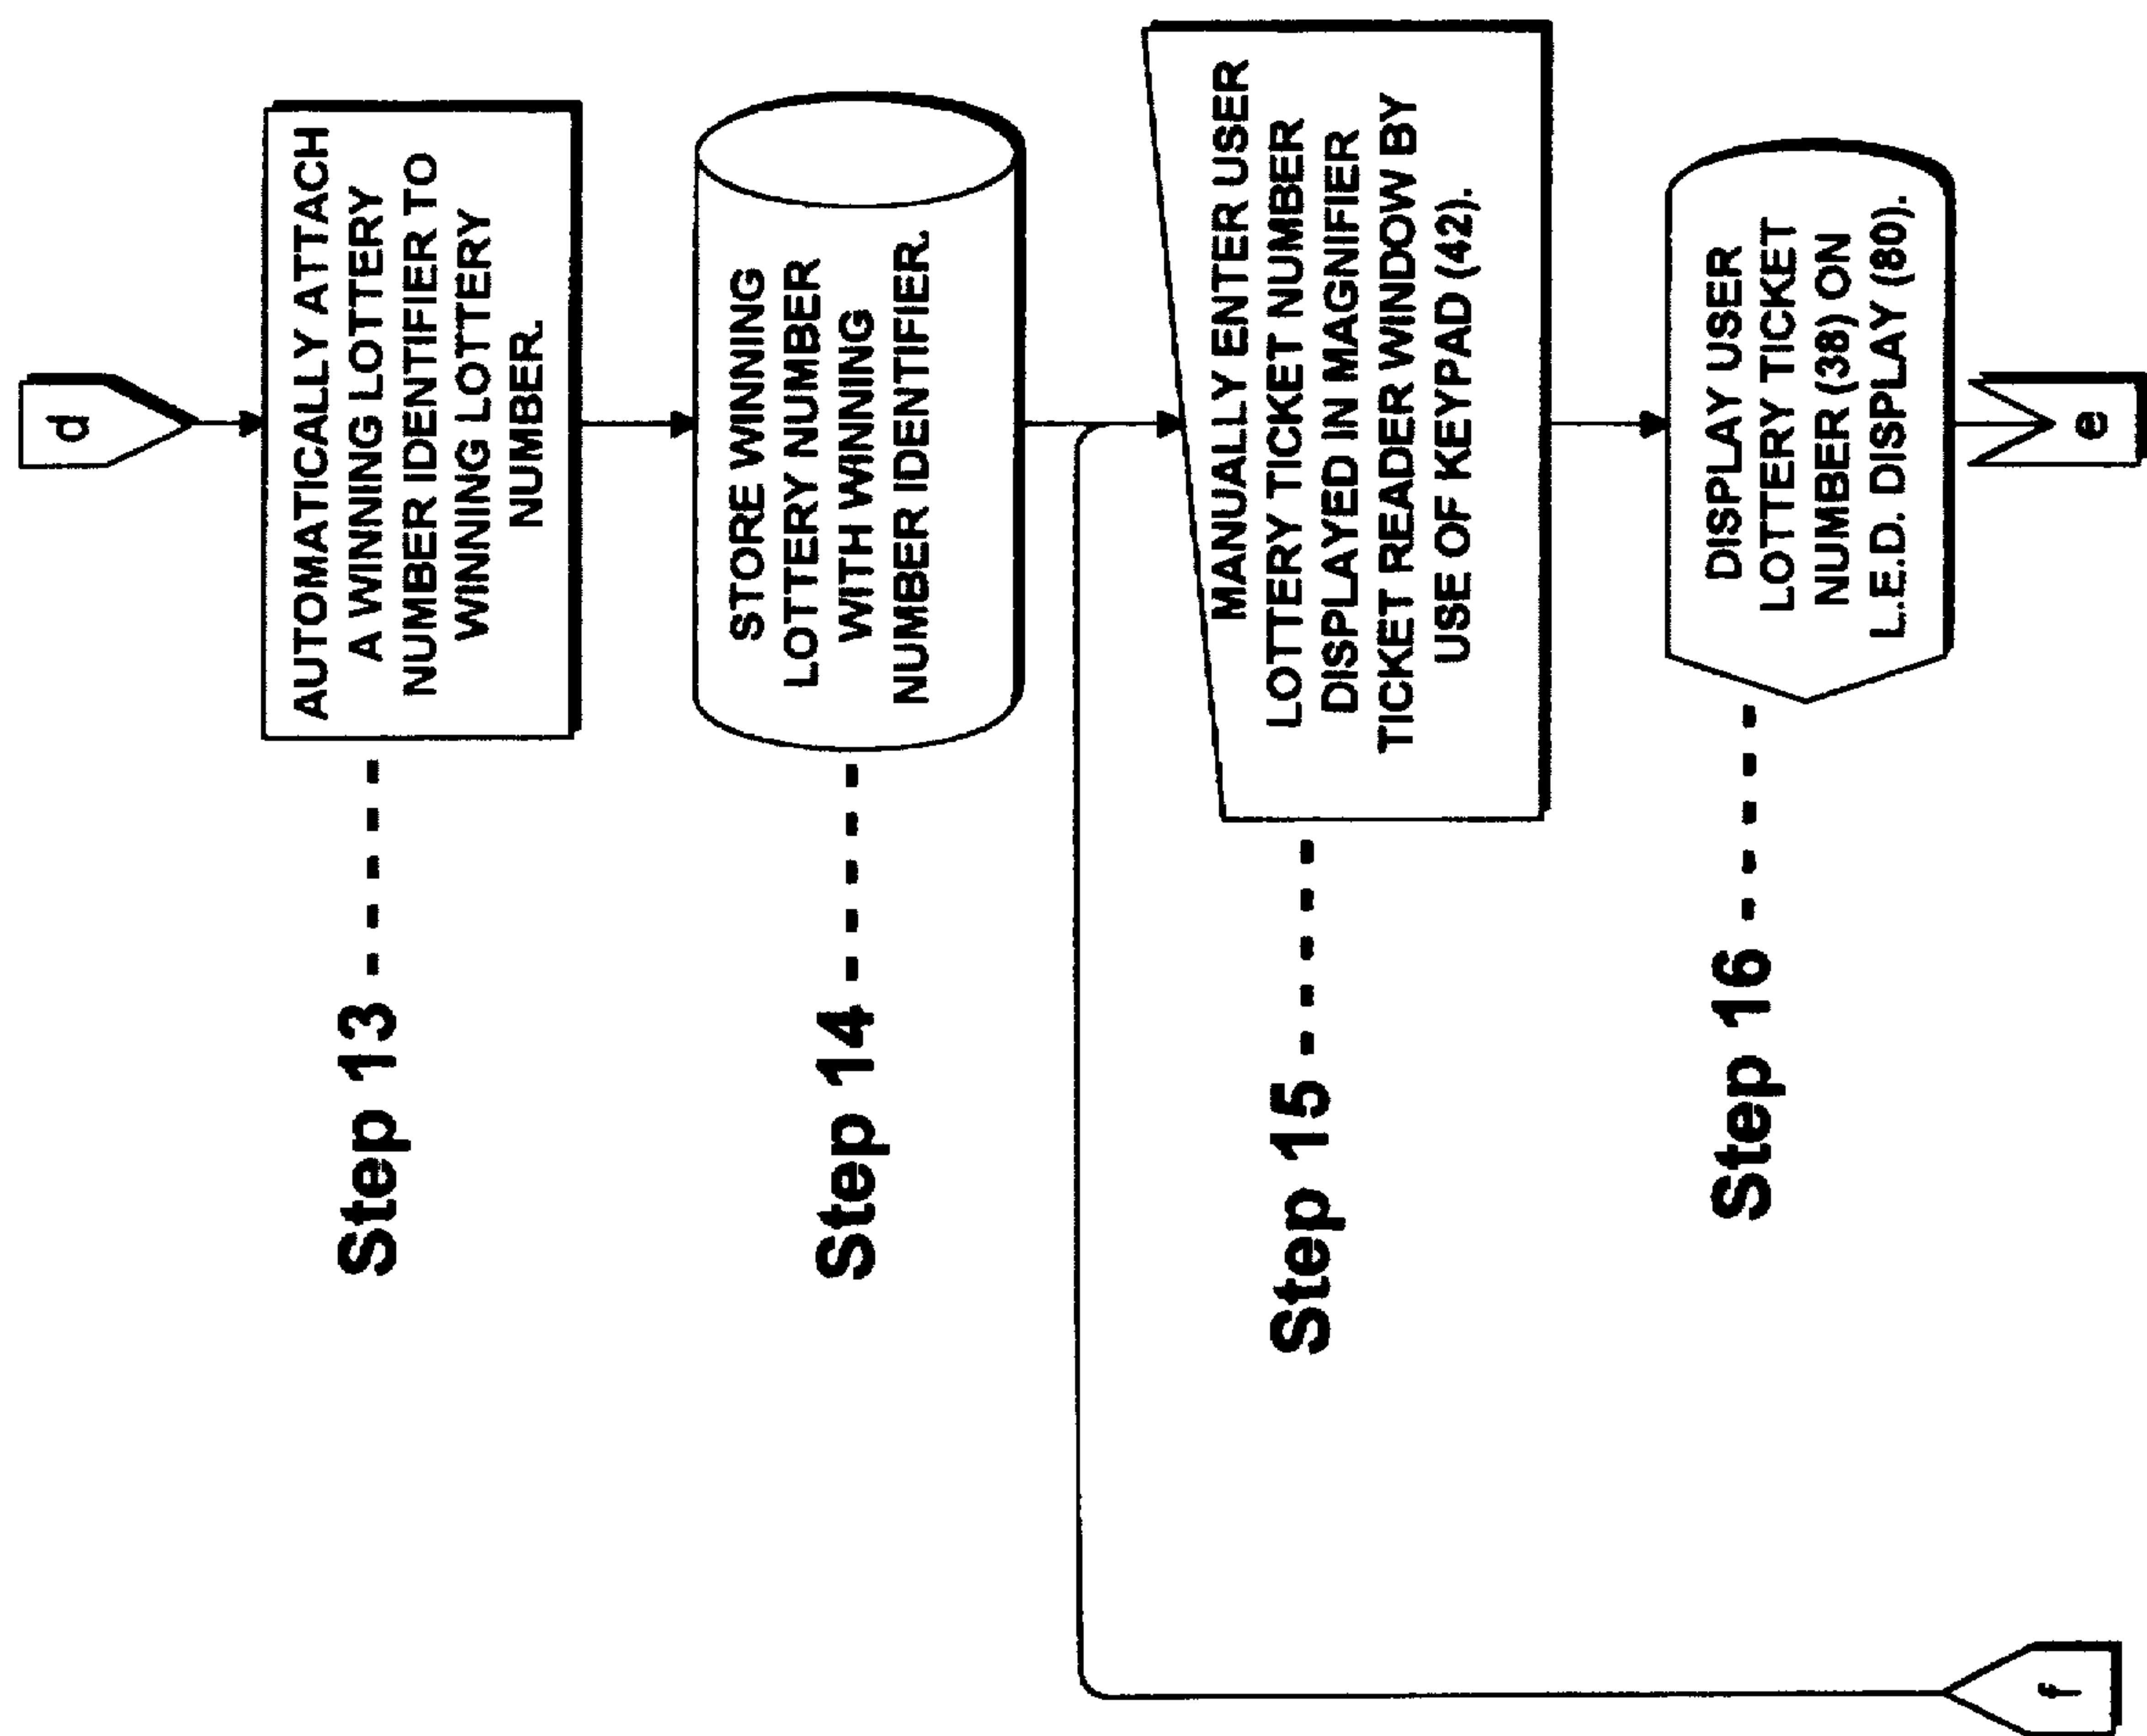 d
Step 13
AUTOMATICALLY ATTACH
A WINNING LOTTERY
NUMBER IDENTIFIER TO
WINNING LOTTERY
NUMBER.
Step 14
STORE WINNING
LOTTERY NUMBER
WITH WINNING
NUMBER IDENTIFIER.
Step 15
MANUALLY ENTER USER
LOTTERY TICKET NUMBER
DISPLAYED IN MAGNIFIER
TICKET READER WINDOW BY
USE OF KEYPAD (42).
Step 16
DISPLAY USER
LOTTERY TICKET
NUMBER (38) ON
L.E.D. DISPLAY (80).
f
e